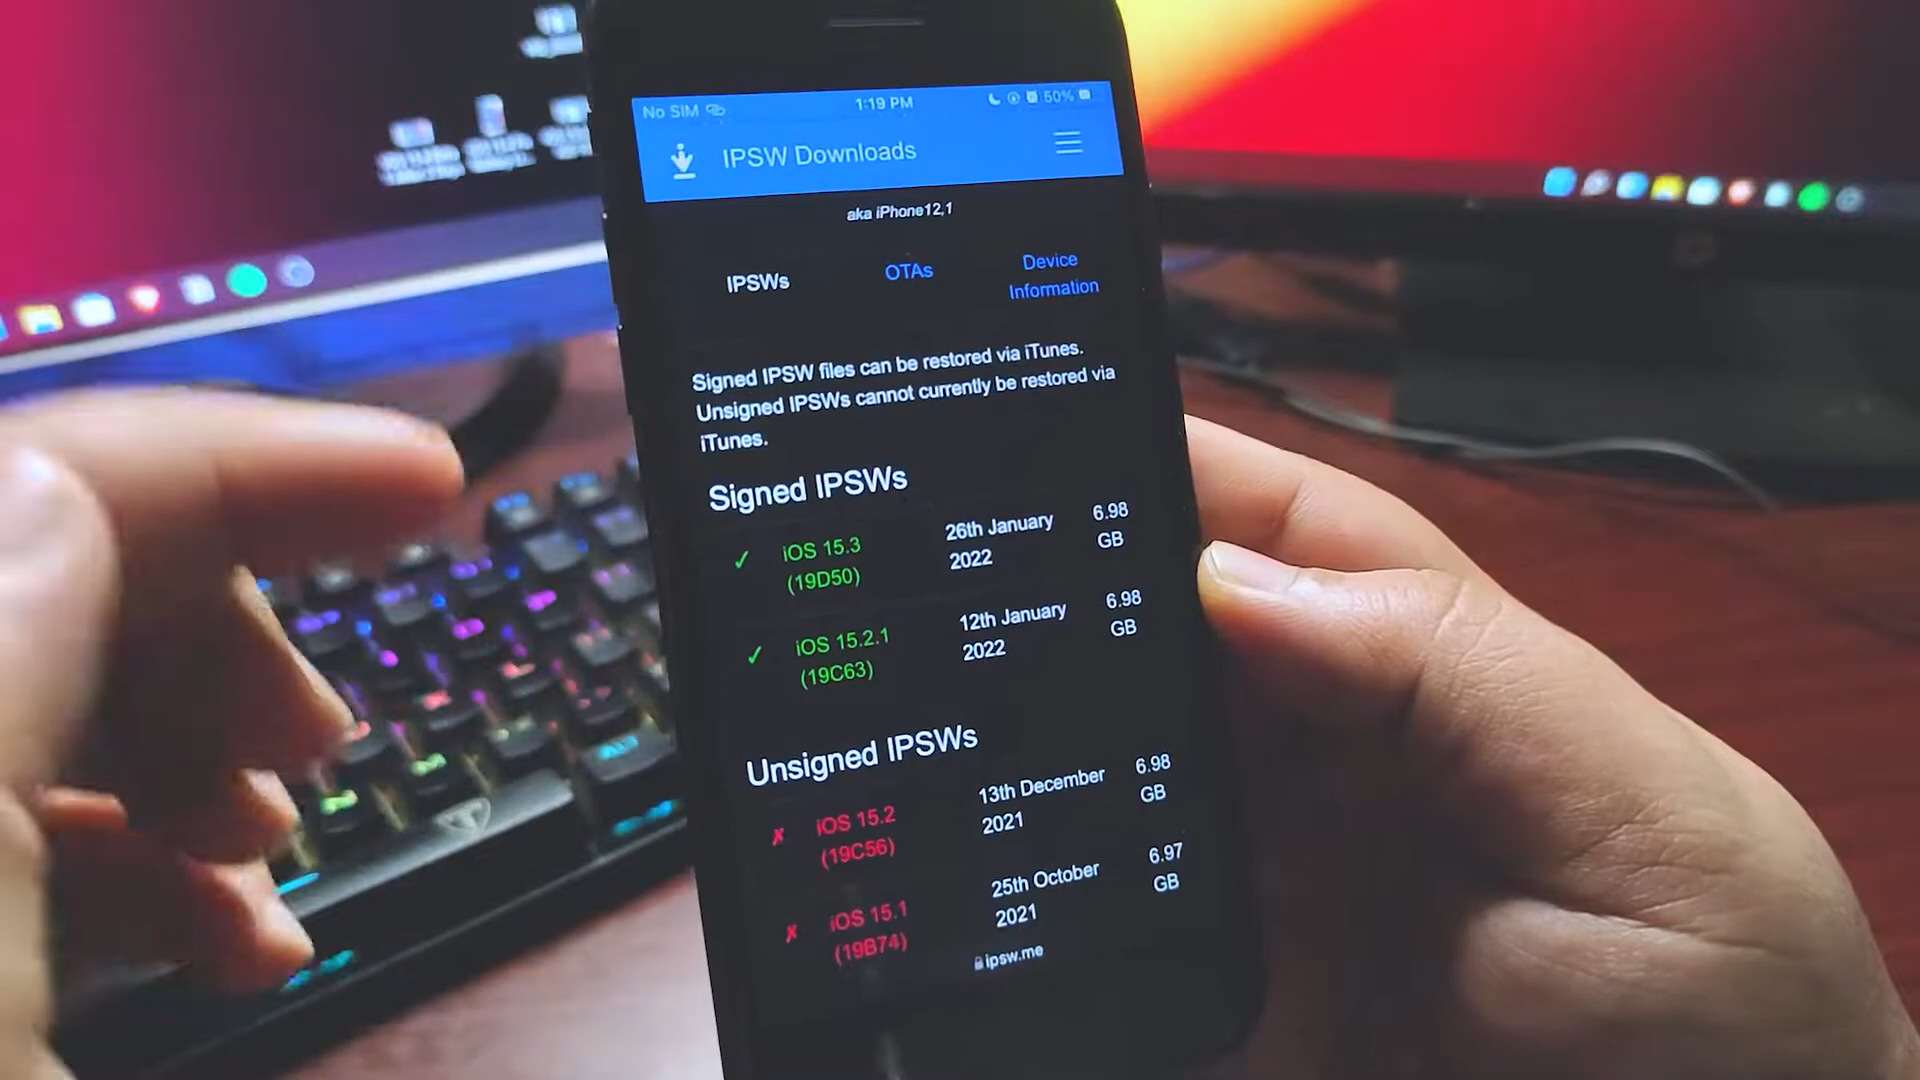 No SIM
1:19 PM
50%
IPSW Downloads
aka iPhone12,1
IPSWs
OTAs
Device
Information
Signed IPSW files can be restored via iTunes.
Unsigned IPSWs cannot currently be restored via
iTunes.
Signed IPSWs
✓ iOS 15.3 26th January 6.98
(19D50) 2022 GB
✓ iOS 15.2.1 12th January 6.98
(19C63) 2022 GB
Unsigned IPSWs
✗ iOS 15.2 13th December 6.98
(19C56) 2021 GB
✗ iOS 15.1 25th October 6.97
(19B74) 2021 GB
ipsw.me